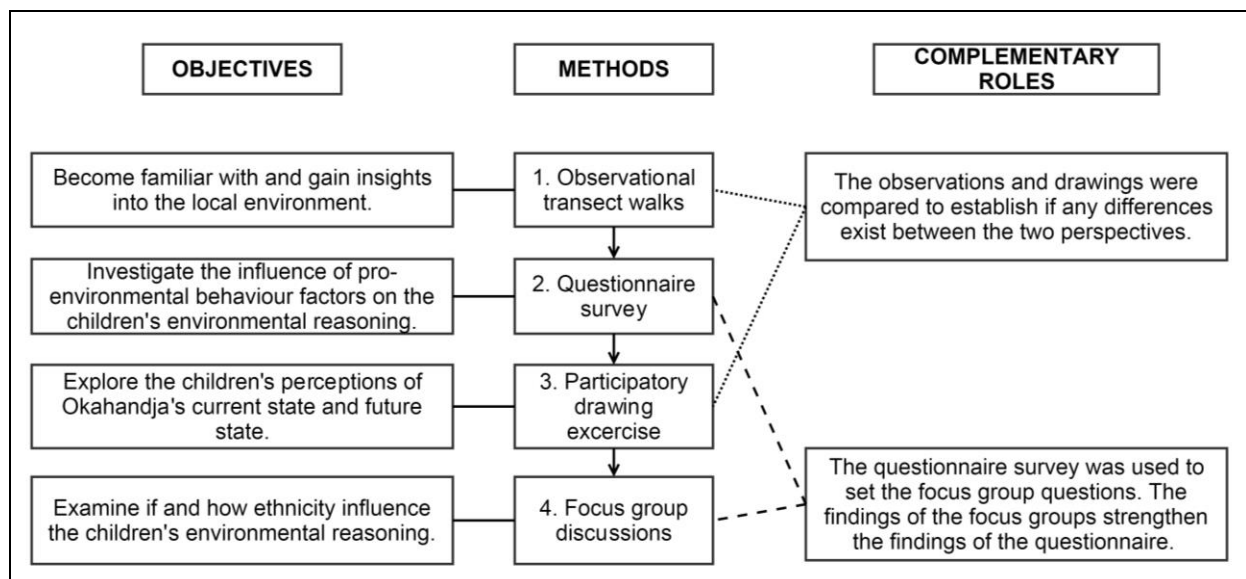 OBJECTIVES
METHODS
COMPLEMENTARY
ROLES
Become familiar with and gain insights
into the local environment.
1. Observational
transect walks
The observations and drawings were
compared to establish if any differences
exist between the two perspectives.
Investigate the influence of pro-
environmental behaviour factors on the
children's environmental reasoning.
2. Questionnaire
survey
Explore the children's perceptions of
Okahandja's current state and future
state.
3. Participatory
drawing
excercise
Examine if and how ethnicity influence
the children's environmental reasoning.
4. Focus group
discussions
The questionnaire survey was used to
set the focus group questions. The
findings of the focus groups strengthen
the findings of the questionnaire.